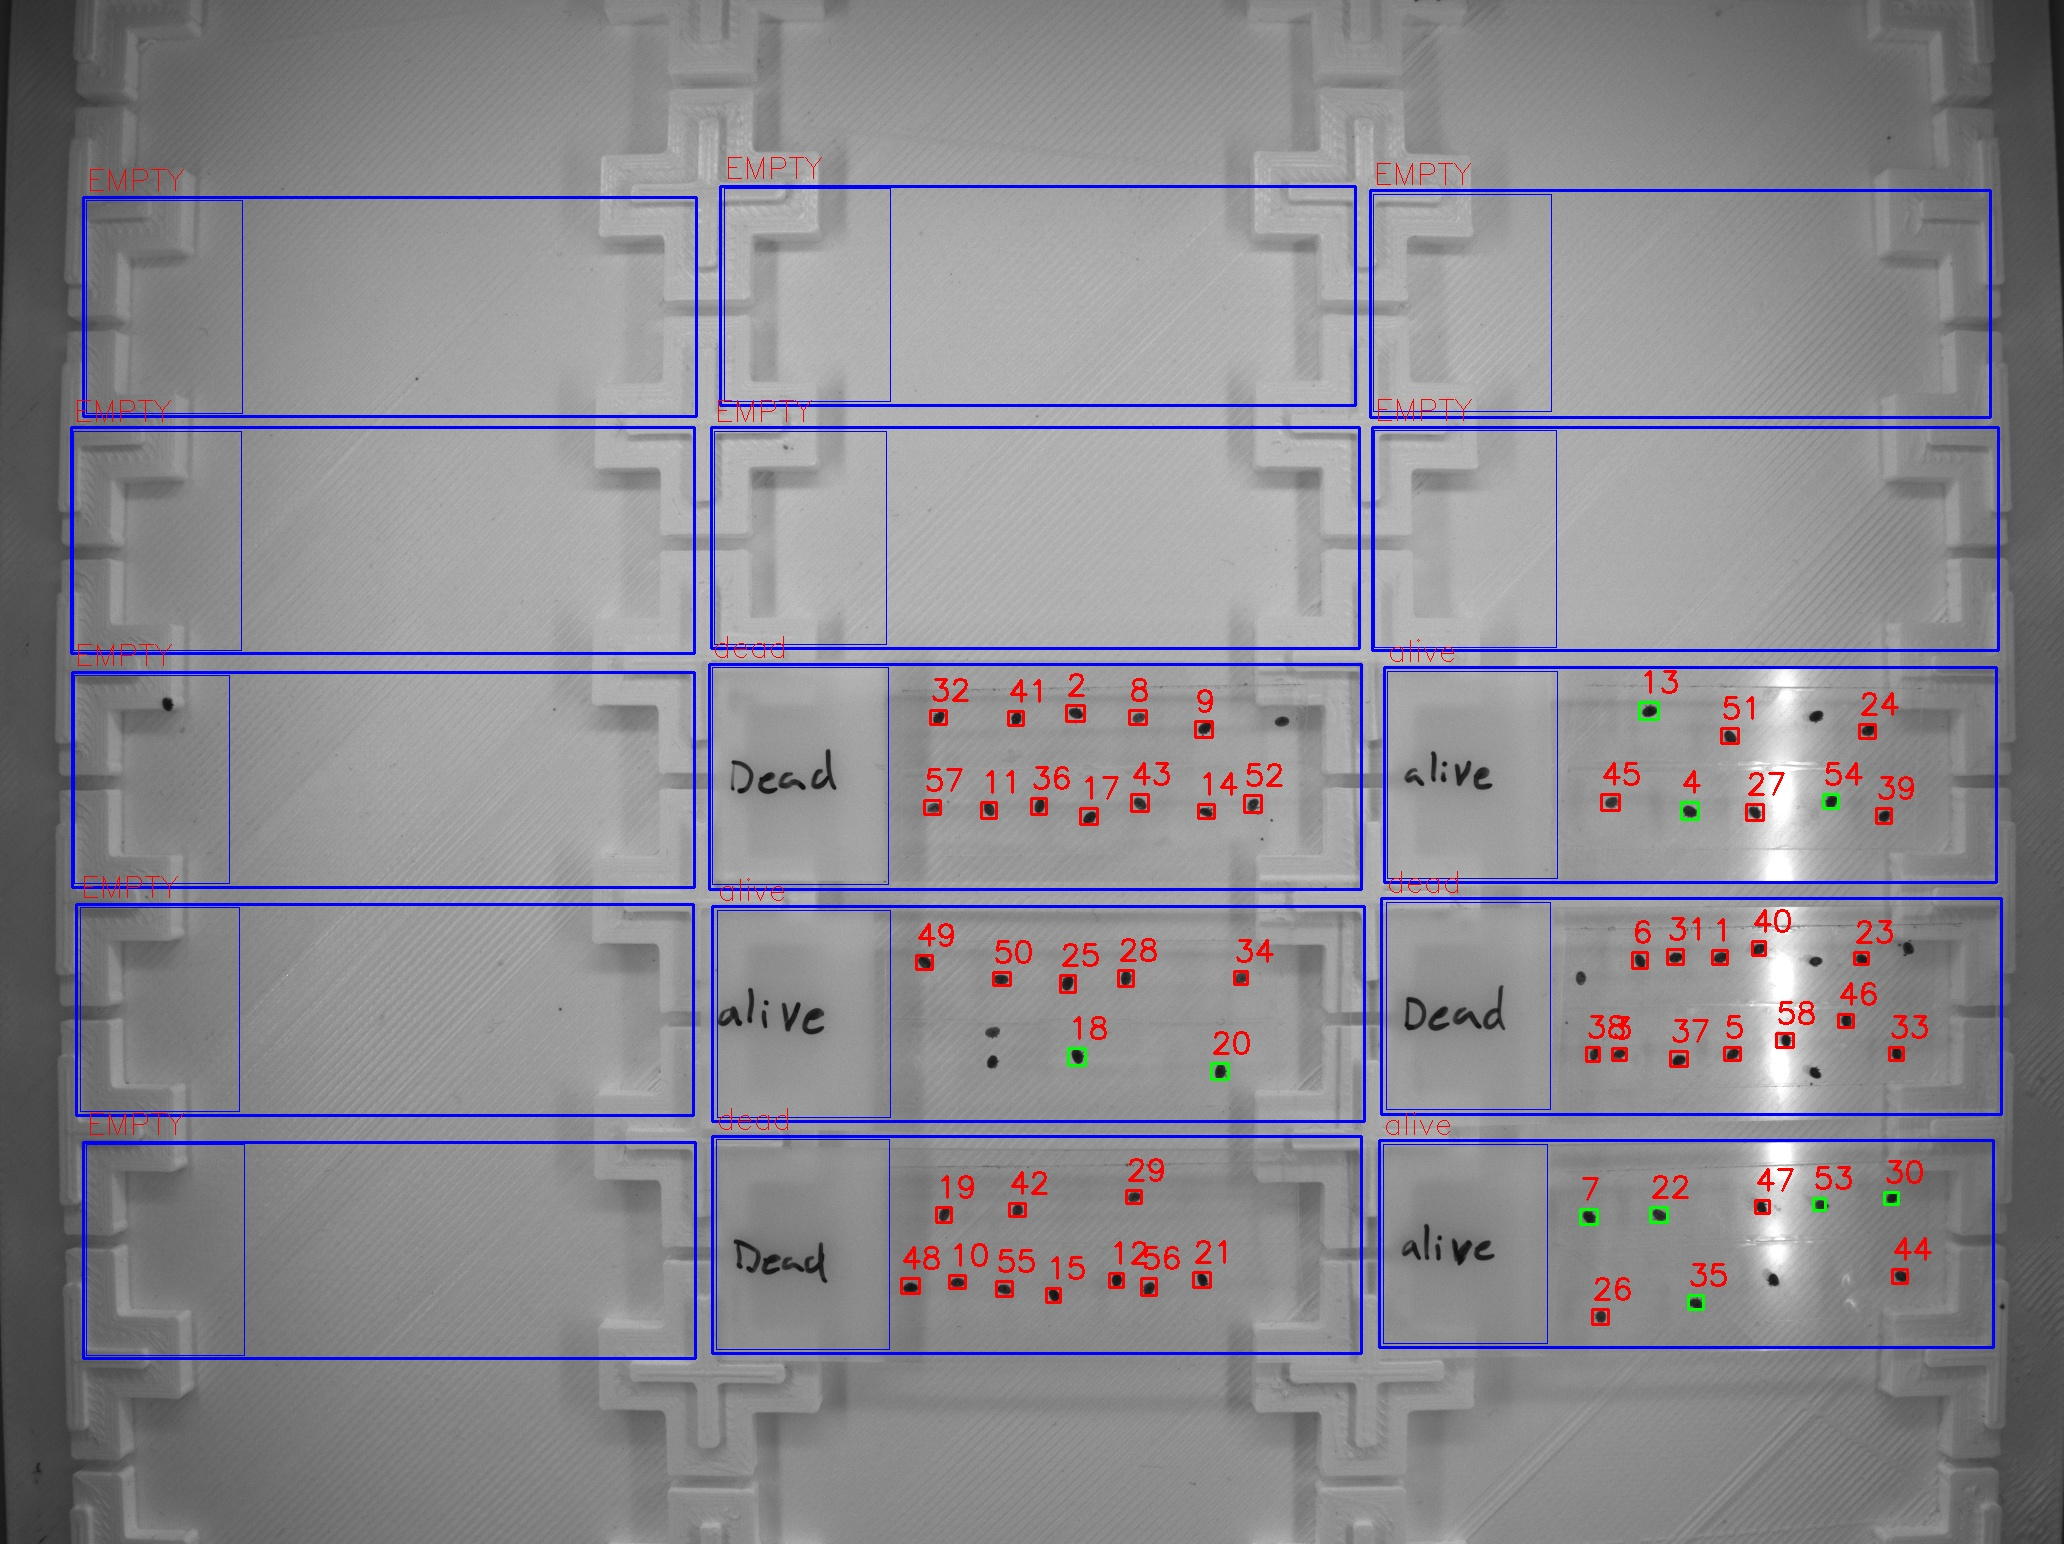 EMPTY
EMPTY
EMPTY
EMPTY
EMPTY
EMPTY
EMPTY
dead
Dead
32 41 2 8 9
57 11 36 17 43 14 52
alive
alive
13 51 24
45 4 27 54 39
EMPTY
alive
alive
49 50 25 28 34
18 20
dead
Dead
6 31 1 40 23
38 3 37 5 58 46 33
EMPTY
dead
Dead
19 42 29
48 10 55 15 12 56 21
alive
alive
7 22 47 53 30
26 35 44